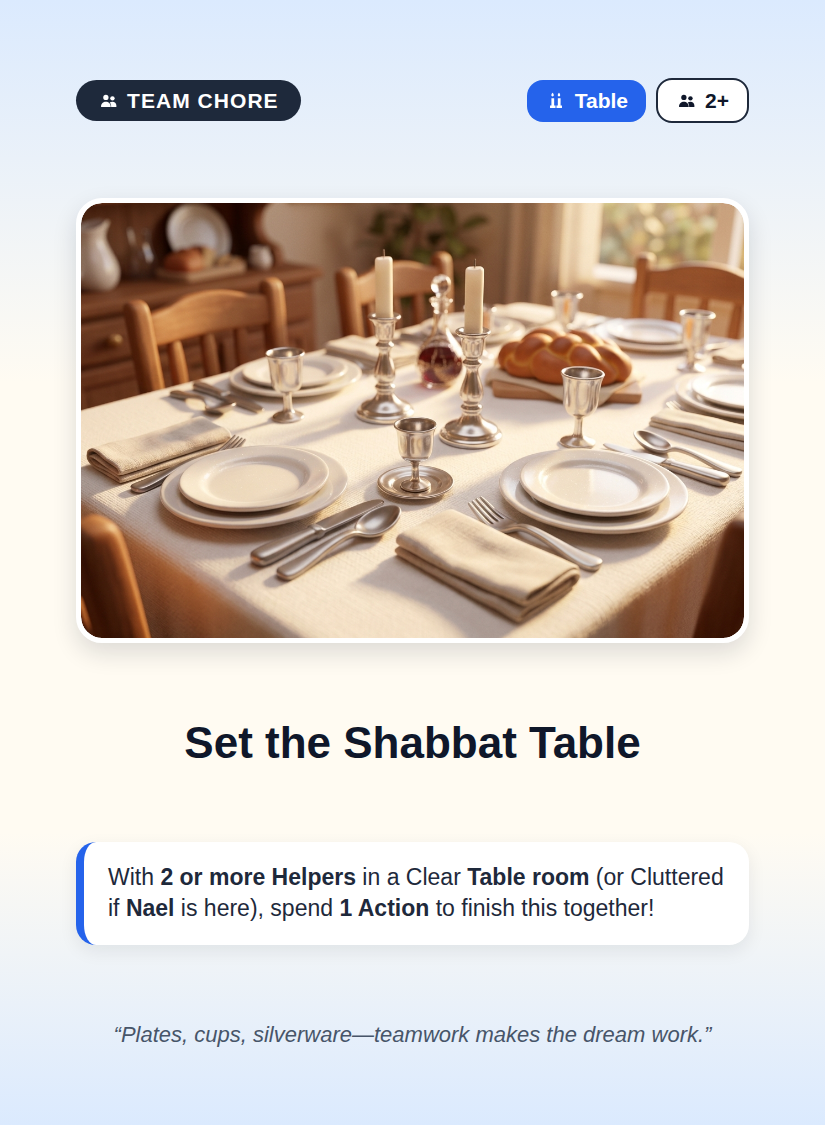 TEAM CHORE
Table
2+
Set the Shabbat Table
With 2 or more Helpers in a Clear Table room (or Cluttered
if Nael is here), spend 1 Action to finish this together!
“Plates, cups, silverware—teamwork makes the dream work.”